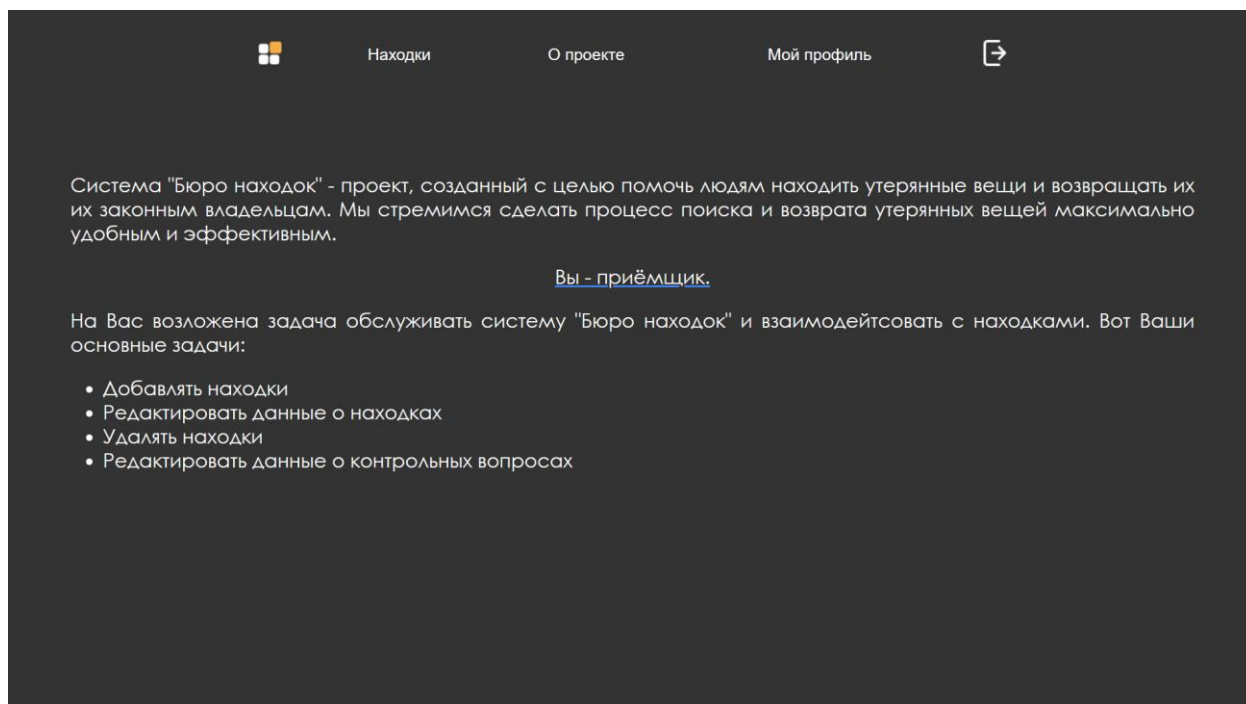 Находки О проекте Мой профиль
Система "Бюро находок" - проект, созданный с целью помочь людям находить утерянные вещи и возвращать их
их законным владельцам. Мы стремимся сделать процесс поиска и возврата утерянных вещей максимально
удобным и эффективным.
Вы - приёмщик.
На Вас возложена задача обслуживать систему "Бюро находок" и взаимодейтсовать с находками. Вот Ваши
основные задачи:
• Добавлять находки
• Редактировать данные о находках
• Удалять находки
• Редактировать данные о контрольных вопросах